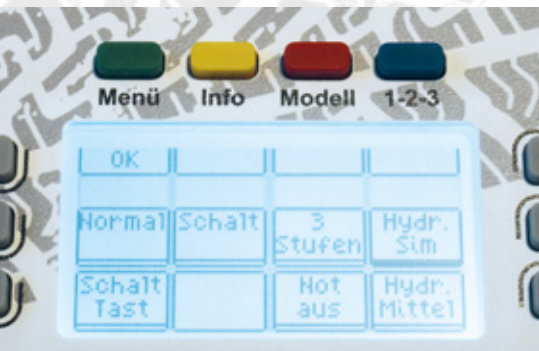 Menü Info Modell 1-2-3
OK
Normal Schalt 3 Stufen Hydr. Sim
Schalt Tast Not aus Hydr. Mittel